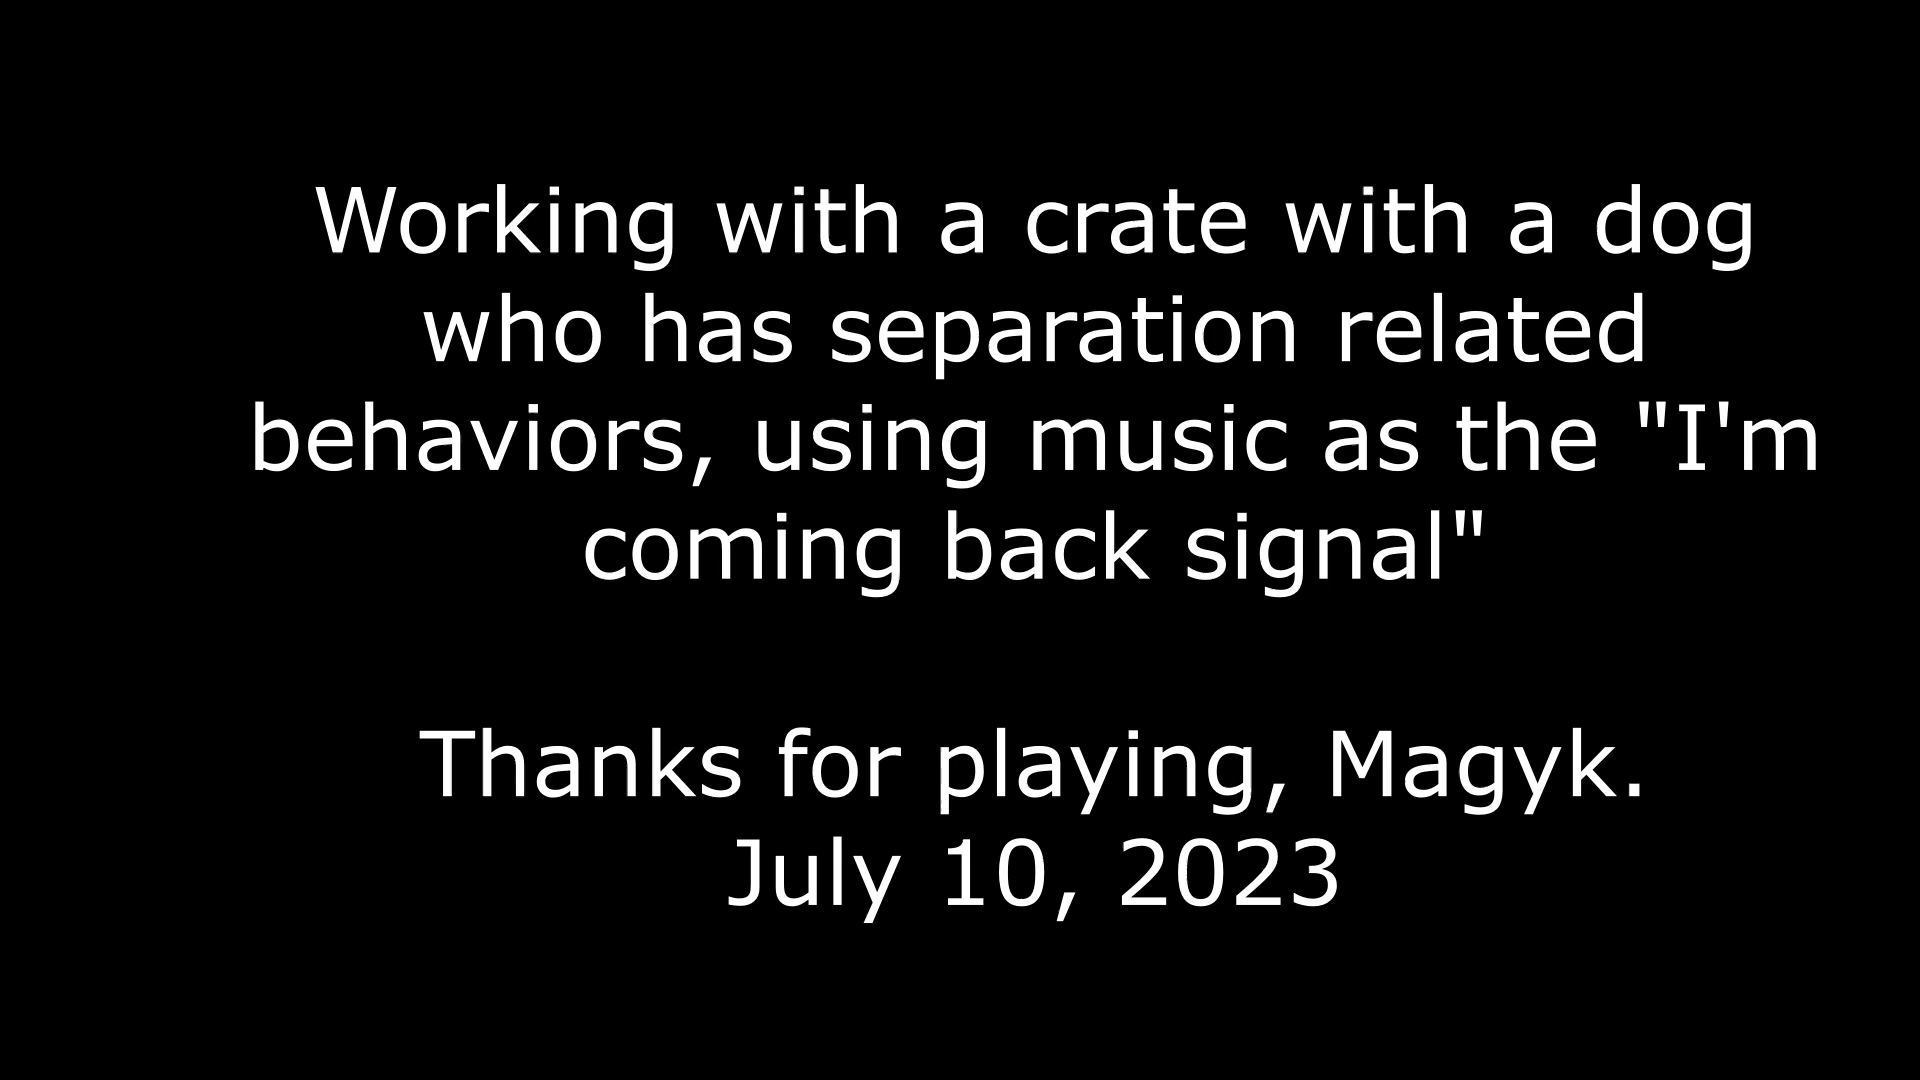 Working with a crate with a dog
who has separation related
behaviors, using music as the "I'm
coming back signal"
Thanks for playing, Magyk.
July 10, 2023